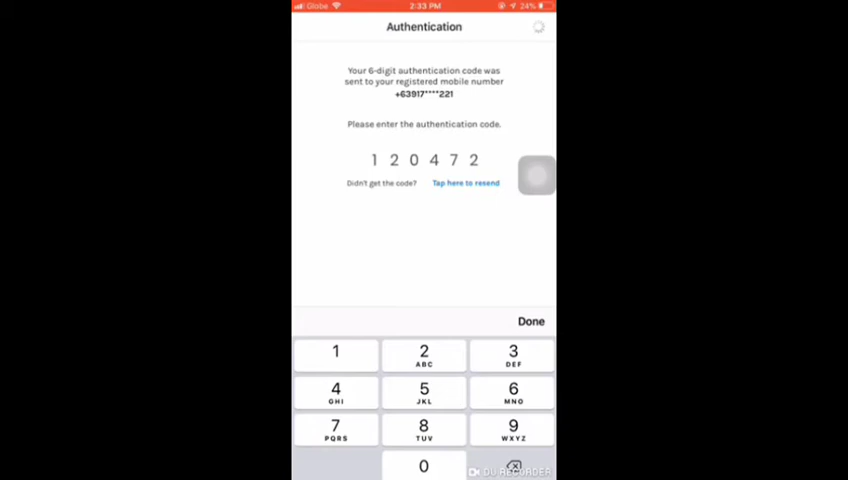 Globe 2:33 PM 24%
Authentication
Your 6-digit authentication code was
sent to your registered mobile number
+63917****221
Please enter the authentication code.
1 2 0 4 7 2
Didn't get the code? Tap here to resend
Done
1 2 3
ABC DEF
4 5 6
GHI JKL MNO
7 8 9
PQRS TUV WXYZ
0
DU RECORDER